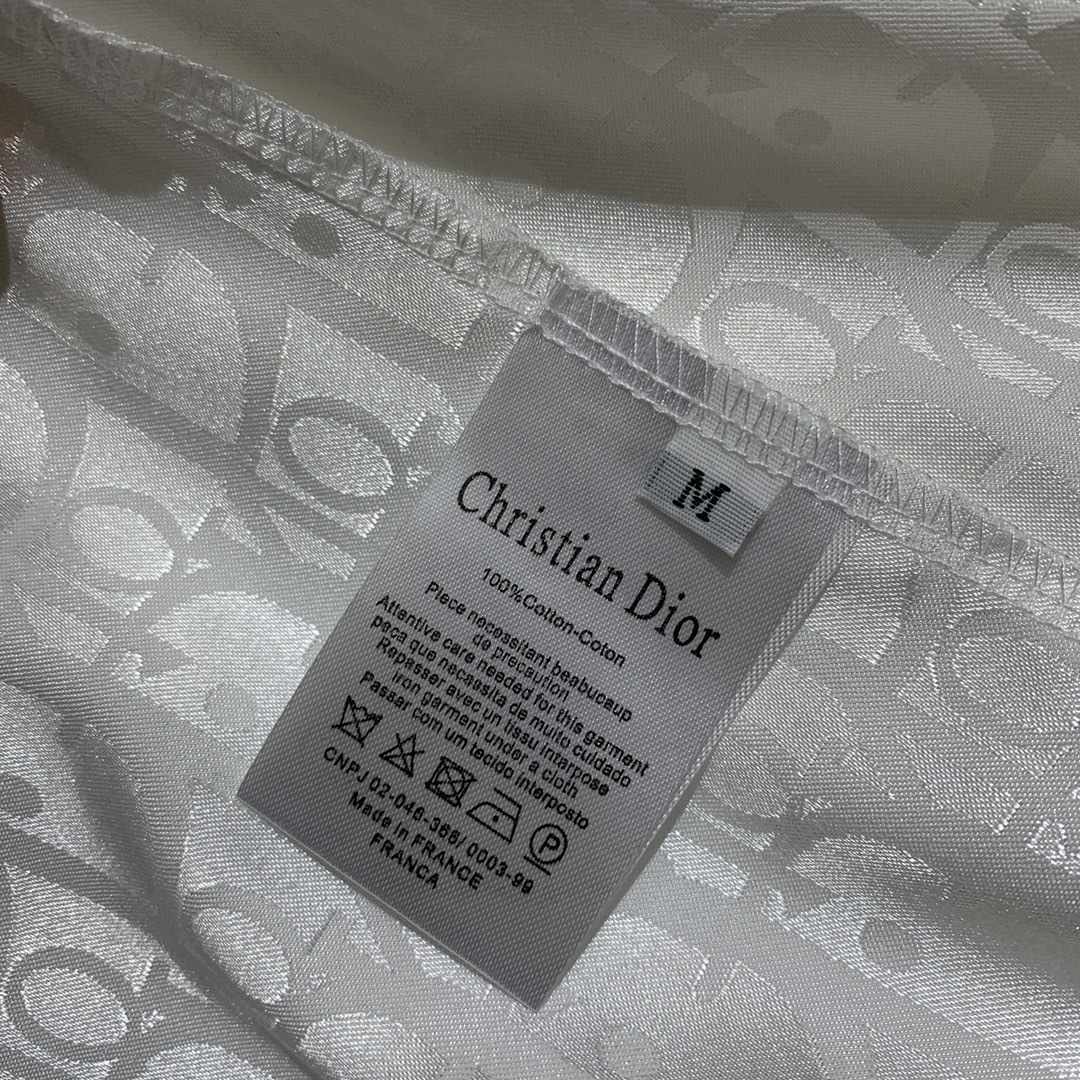 M
Christian Dior
100%Cotton-Coton
Piece necessitant beabucaup
de precaution
Attentive care needed for this garment
peca que necessita de muito cuidado
Repasser avec un tissu interpose
iron garment under a cloth
Passar com um tecido interposto
P
CNPJ 02-046-366/ 0003-99
Made in FRANCE
FRANCA